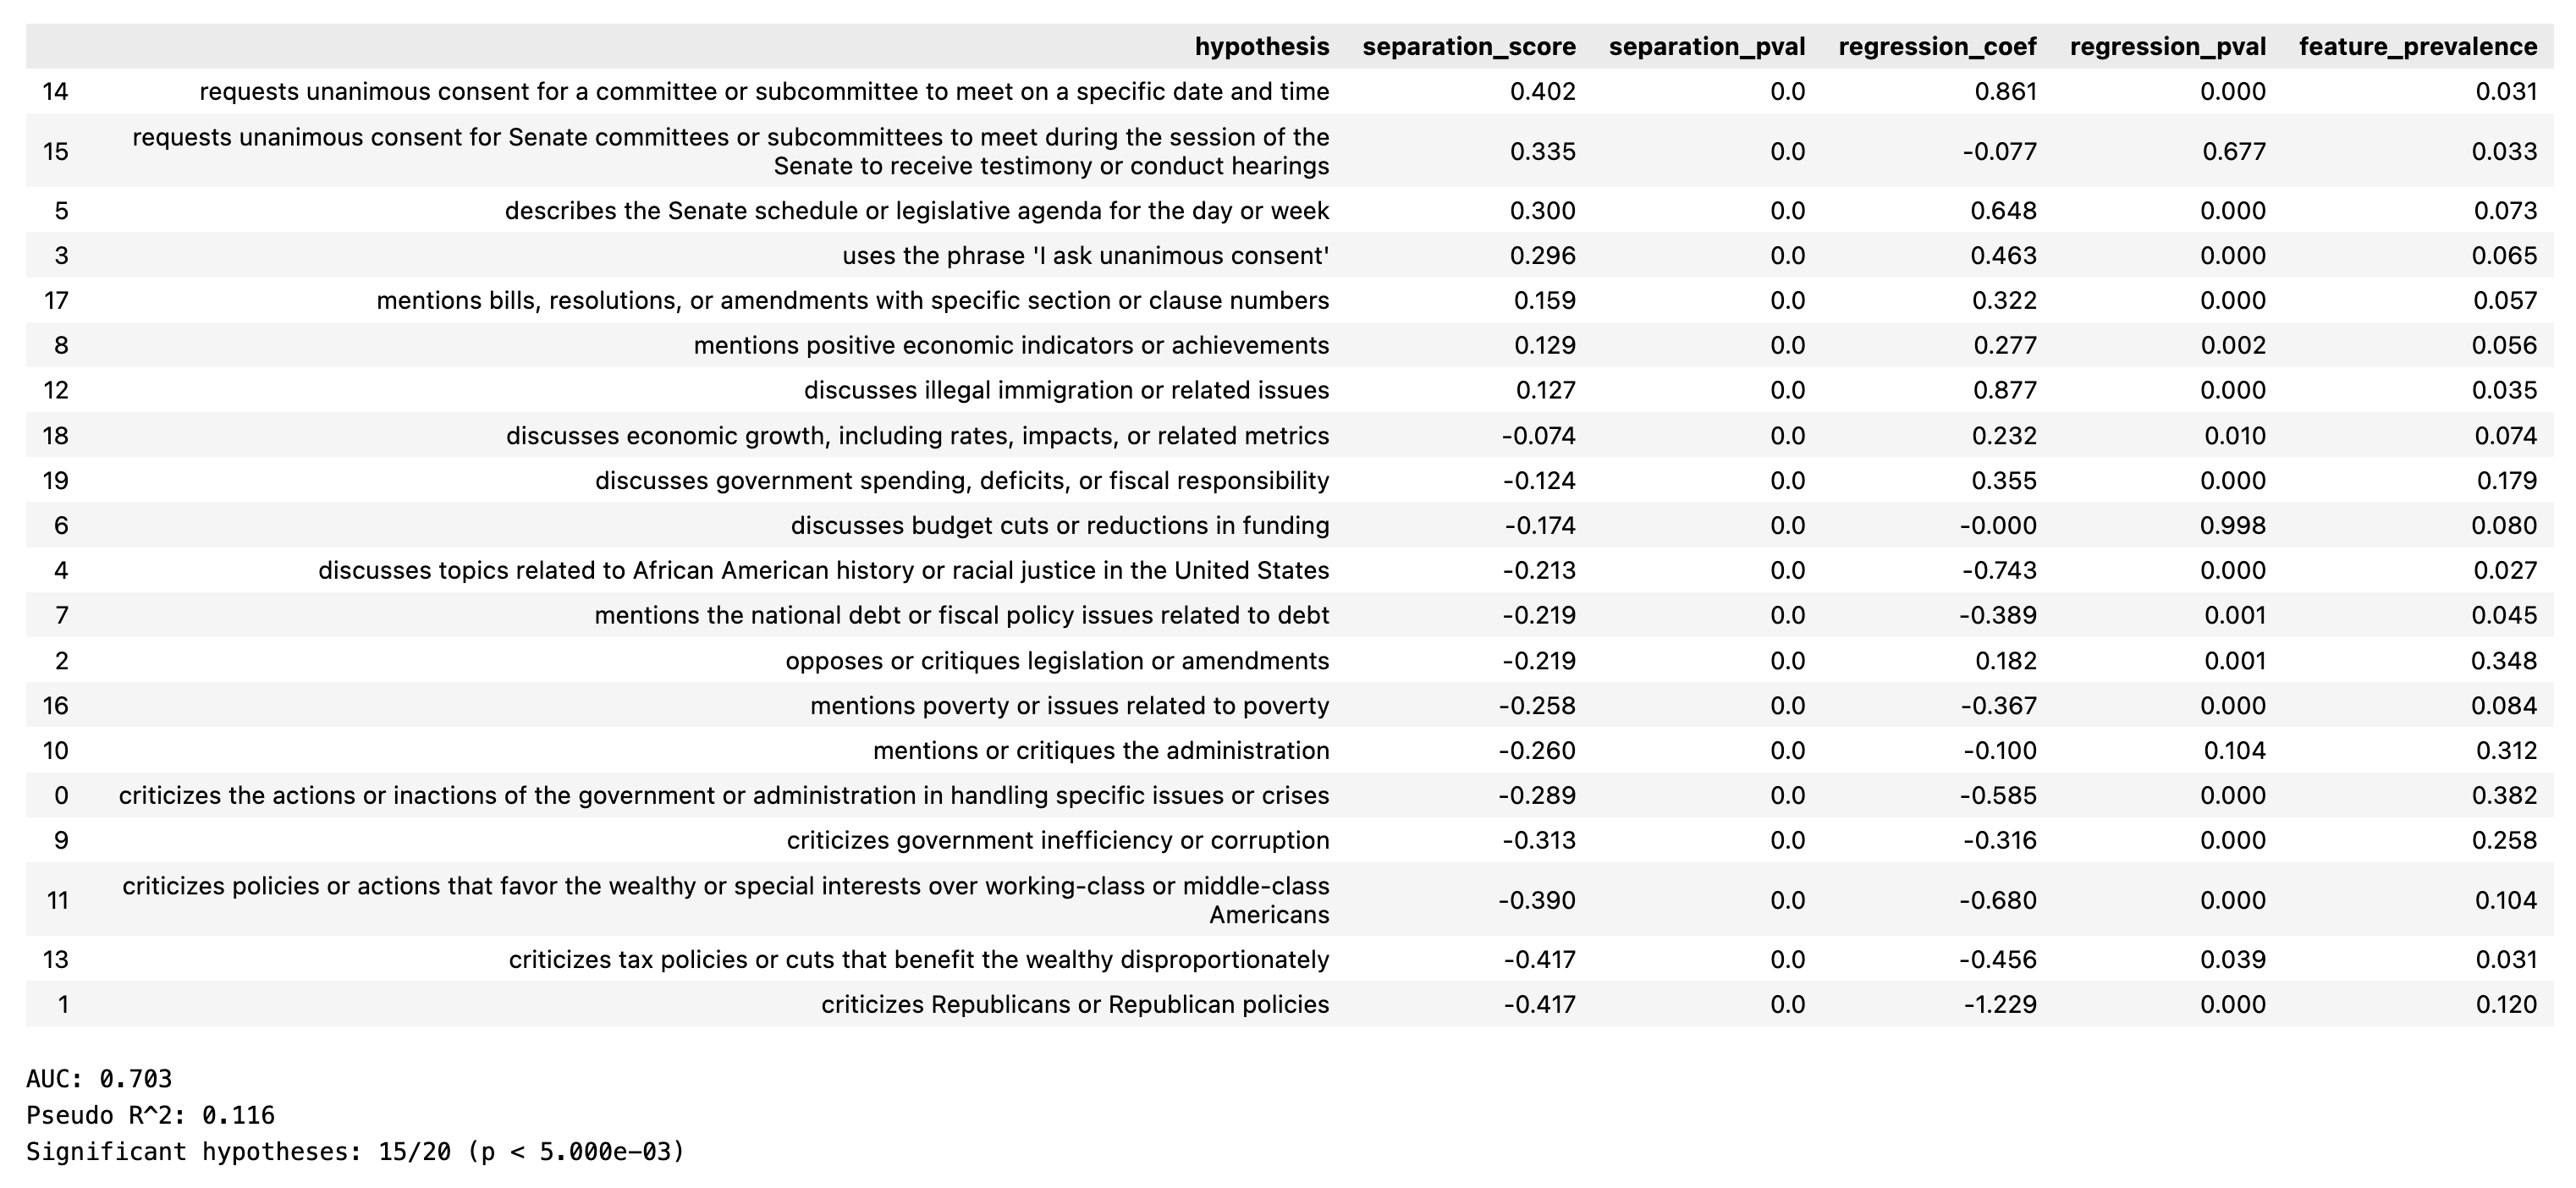 hypothesis separation_score separation_pval regression_coef regression_pval feature_prevalence
14 requests unanimous consent for a committee or subcommittee to meet on a specific date and time 0.402 0.0 0.861 0.000 0.031
requests unanimous consent for Senate committees or subcommittees to meet during the session of the
15 Senate to receive testimony or conduct hearings 0.335 0.0 -0.077 0.677 0.033
5 describes the Senate schedule or legislative agenda for the day or week 0.300 0.0 0.648 0.000 0.073
3 uses the phrase 'I ask unanimous consent' 0.296 0.0 0.463 0.000 0.065
17 mentions bills, resolutions, or amendments with specific section or clause numbers 0.159 0.0 0.322 0.000 0.057
8 mentions positive economic indicators or achievements 0.129 0.0 0.277 0.002 0.056
12 discusses illegal immigration or related issues 0.127 0.0 0.877 0.000 0.035
18 discusses economic growth, including rates, impacts, or related metrics -0.074 0.0 0.232 0.010 0.074
19 discusses government spending, deficits, or fiscal responsibility -0.124 0.0 0.355 0.000 0.179
6 discusses budget cuts or reductions in funding -0.174 0.0 -0.000 0.998 0.080
4 discusses topics related to African American history or racial justice in the United States -0.213 0.0 -0.743 0.000 0.027
7 mentions the national debt or fiscal policy issues related to debt -0.219 0.0 -0.389 0.001 0.045
2 opposes or critiques legislation or amendments -0.219 0.0 0.182 0.001 0.348
16 mentions poverty or issues related to poverty -0.258 0.0 -0.367 0.000 0.084
10 mentions or critiques the administration -0.260 0.0 -0.100 0.104 0.312
0 criticizes the actions or inactions of the government or administration in handling specific issues or crises -0.289 0.0 -0.585 0.000 0.382
9 criticizes government inefficiency or corruption -0.313 0.0 -0.316 0.000 0.258
criticizes policies or actions that favor the wealthy or special interests over working-class or middle-class
11 Americans -0.390 0.0 -0.680 0.000 0.104
13 criticizes tax policies or cuts that benefit the wealthy disproportionately -0.417 0.0 -0.456 0.039 0.031
1 criticizes Republicans or Republican policies -0.417 0.0 -1.229 0.000 0.120
AUC: 0.703
Pseudo R^2: 0.116
Significant hypotheses: 15/20 (p < 5.000e-03)